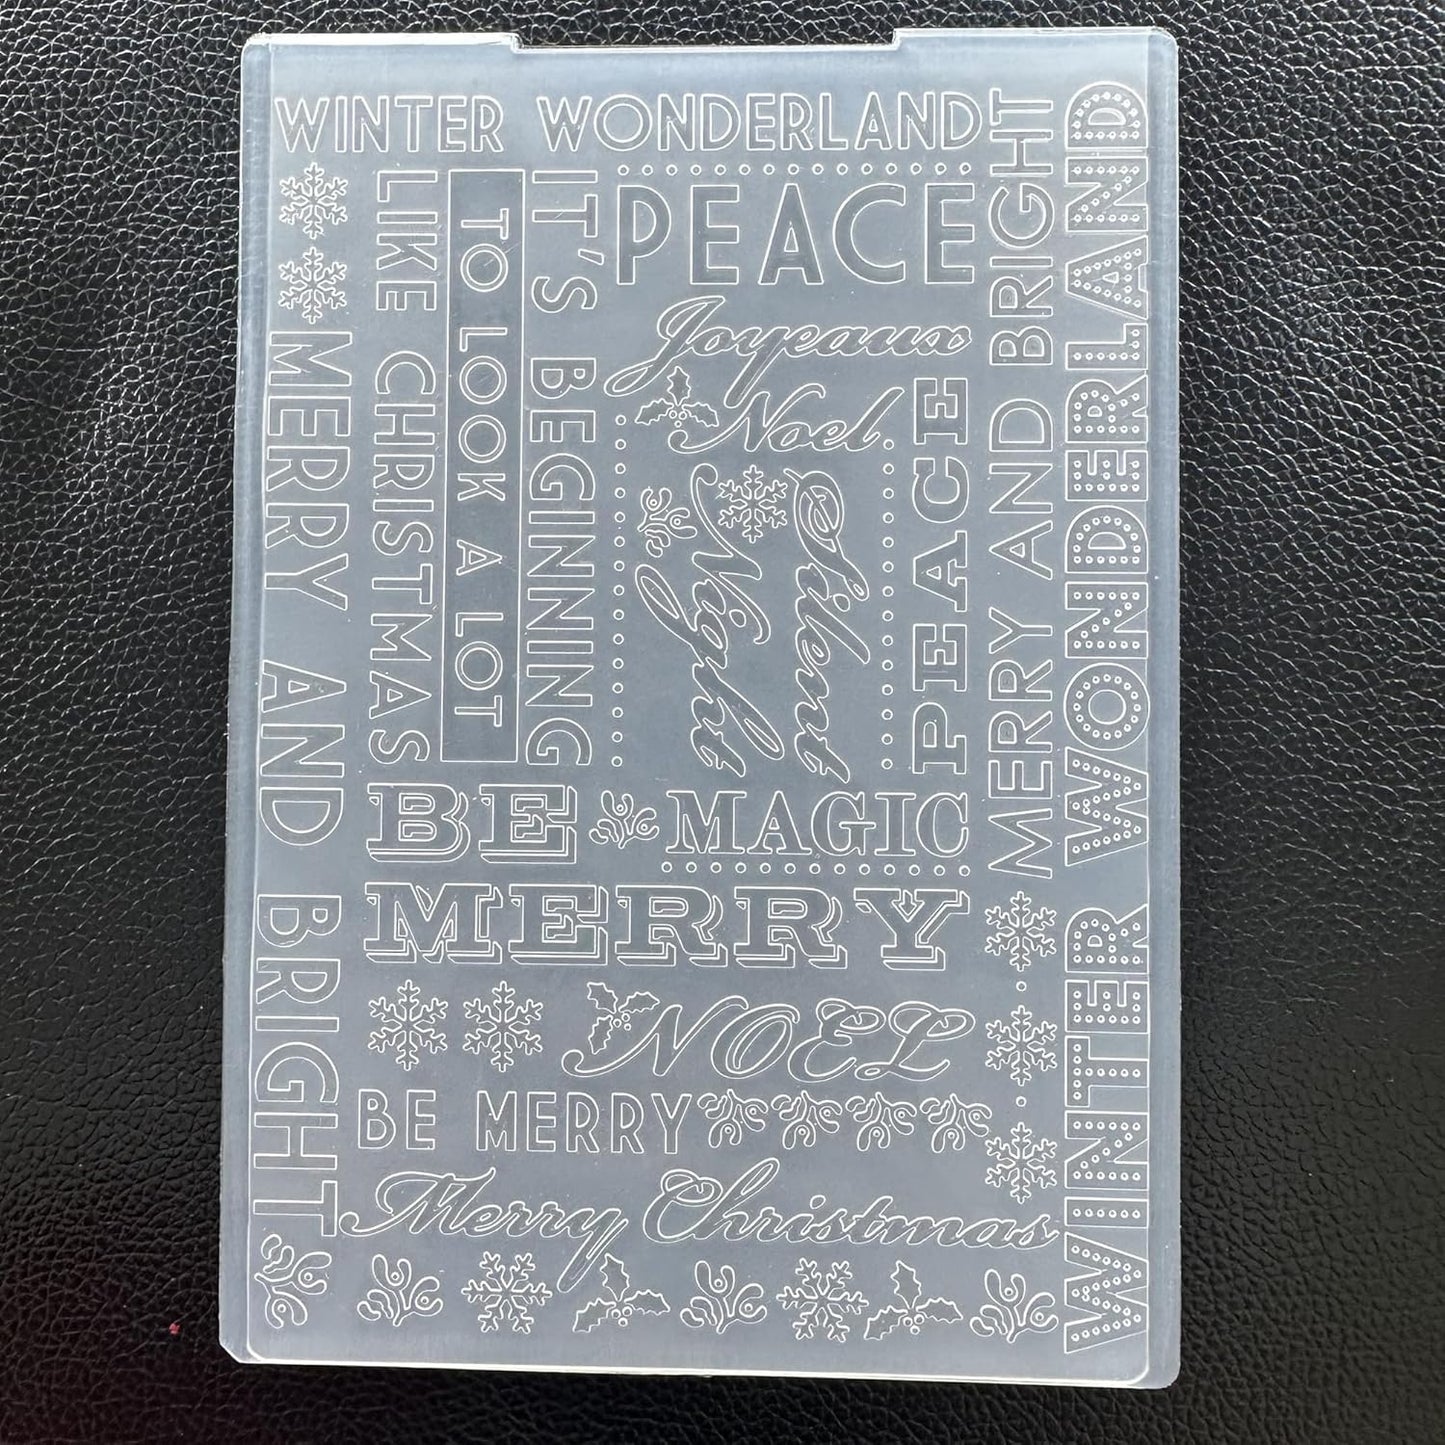 WINTER WONDERLAND
MERRY AND BRIGHT
IT'S BEGINNING
TO LOOK A LOT
LIKE CHRISTMAS
PEACE
Joyeaux
Noel
Silent
Night
PEACE
MERRY AND BRIGHT
WINTER WONDERLAND
BE MAGIC
MERRY
NOEL
BE MERRY
Merry Christmas